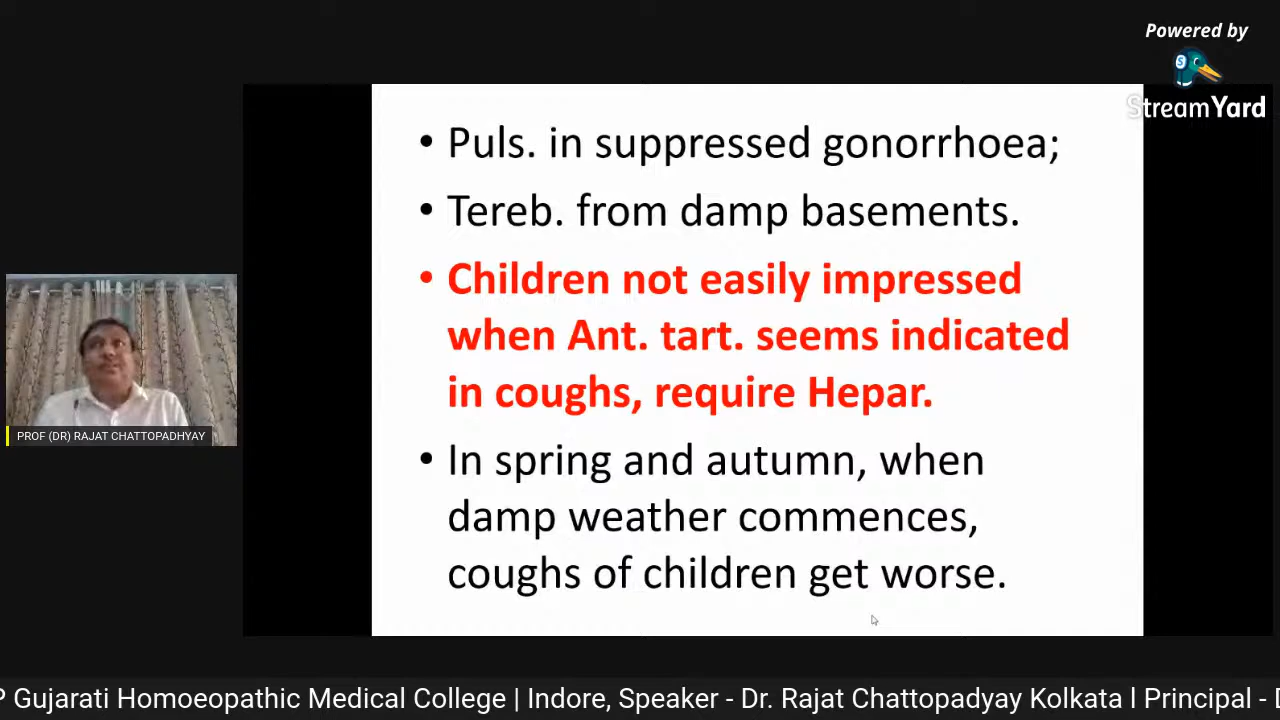 Powered by
StreamYard
• Puls. in suppressed gonorrhoea;
• Tereb. from damp basements.
• Children not easily impressed
when Ant. tart. seems indicated
in coughs, require Hepar.
• In spring and autumn, when
damp weather commences,
coughs of children get worse.
PROF (DR) RAJAT CHATTOPADHYAY
P Gujarati Homoeopathic Medical College | Indore, Speaker - Dr. Rajat Chattopadyay Kolkata l Principal - D